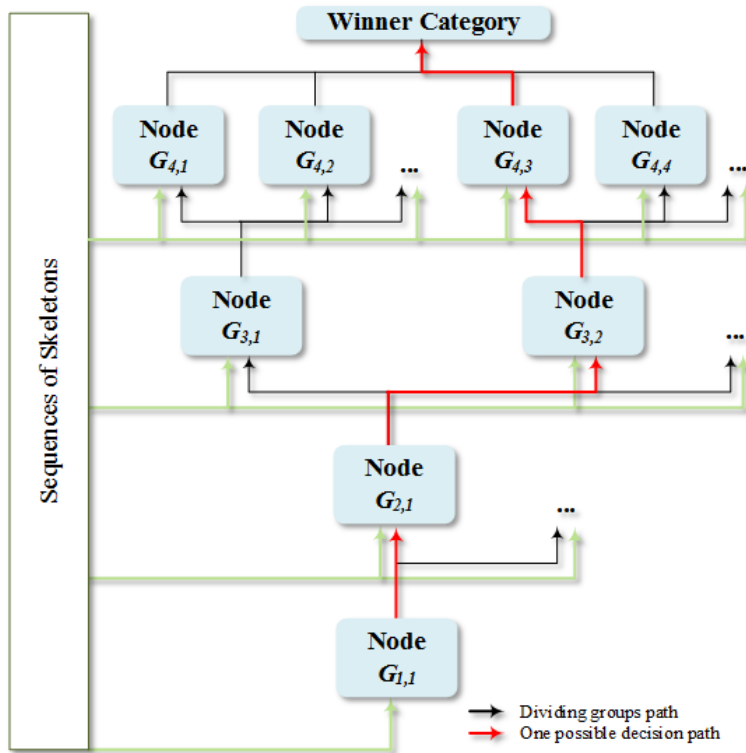 Winner Category
Node
G4,1
Node
G4,2
...
Node
G4,3
Node
G4,4
...
Sequences of Skeletons
Node
G3,1
Node
G3,2
...
Node
G2,1
...
Node
G1,1
Dividing groups path
One possible decision path